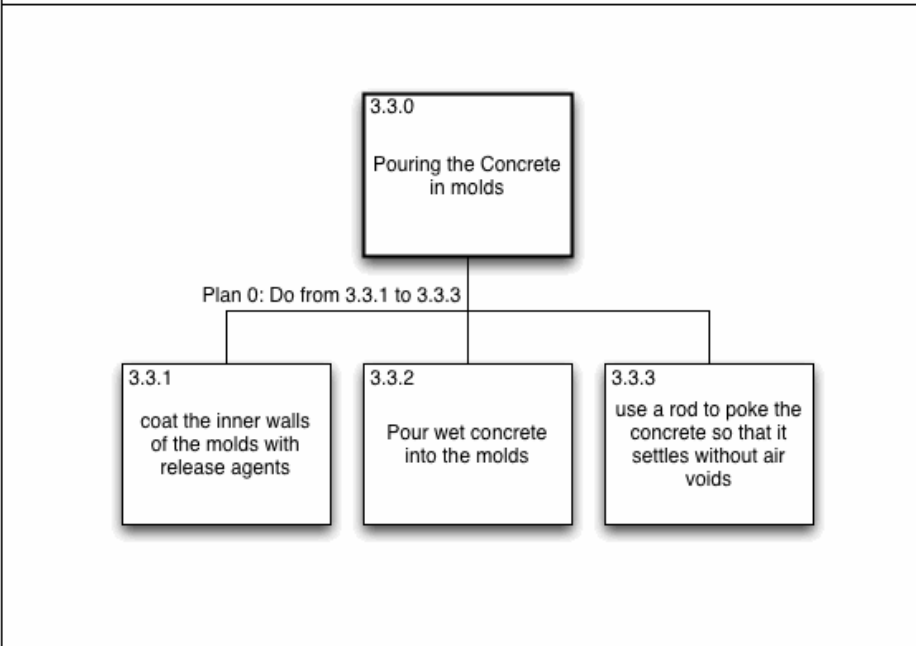 3.3.0
Pouring the Concrete
in molds
Plan 0: Do from 3.3.1 to 3.3.3
3.3.1
coat the inner walls
of the molds with
release agents
3.3.2
Pour wet concrete
into the molds
3.3.3
use a rod to poke the
concrete so that it
settles without air
voids